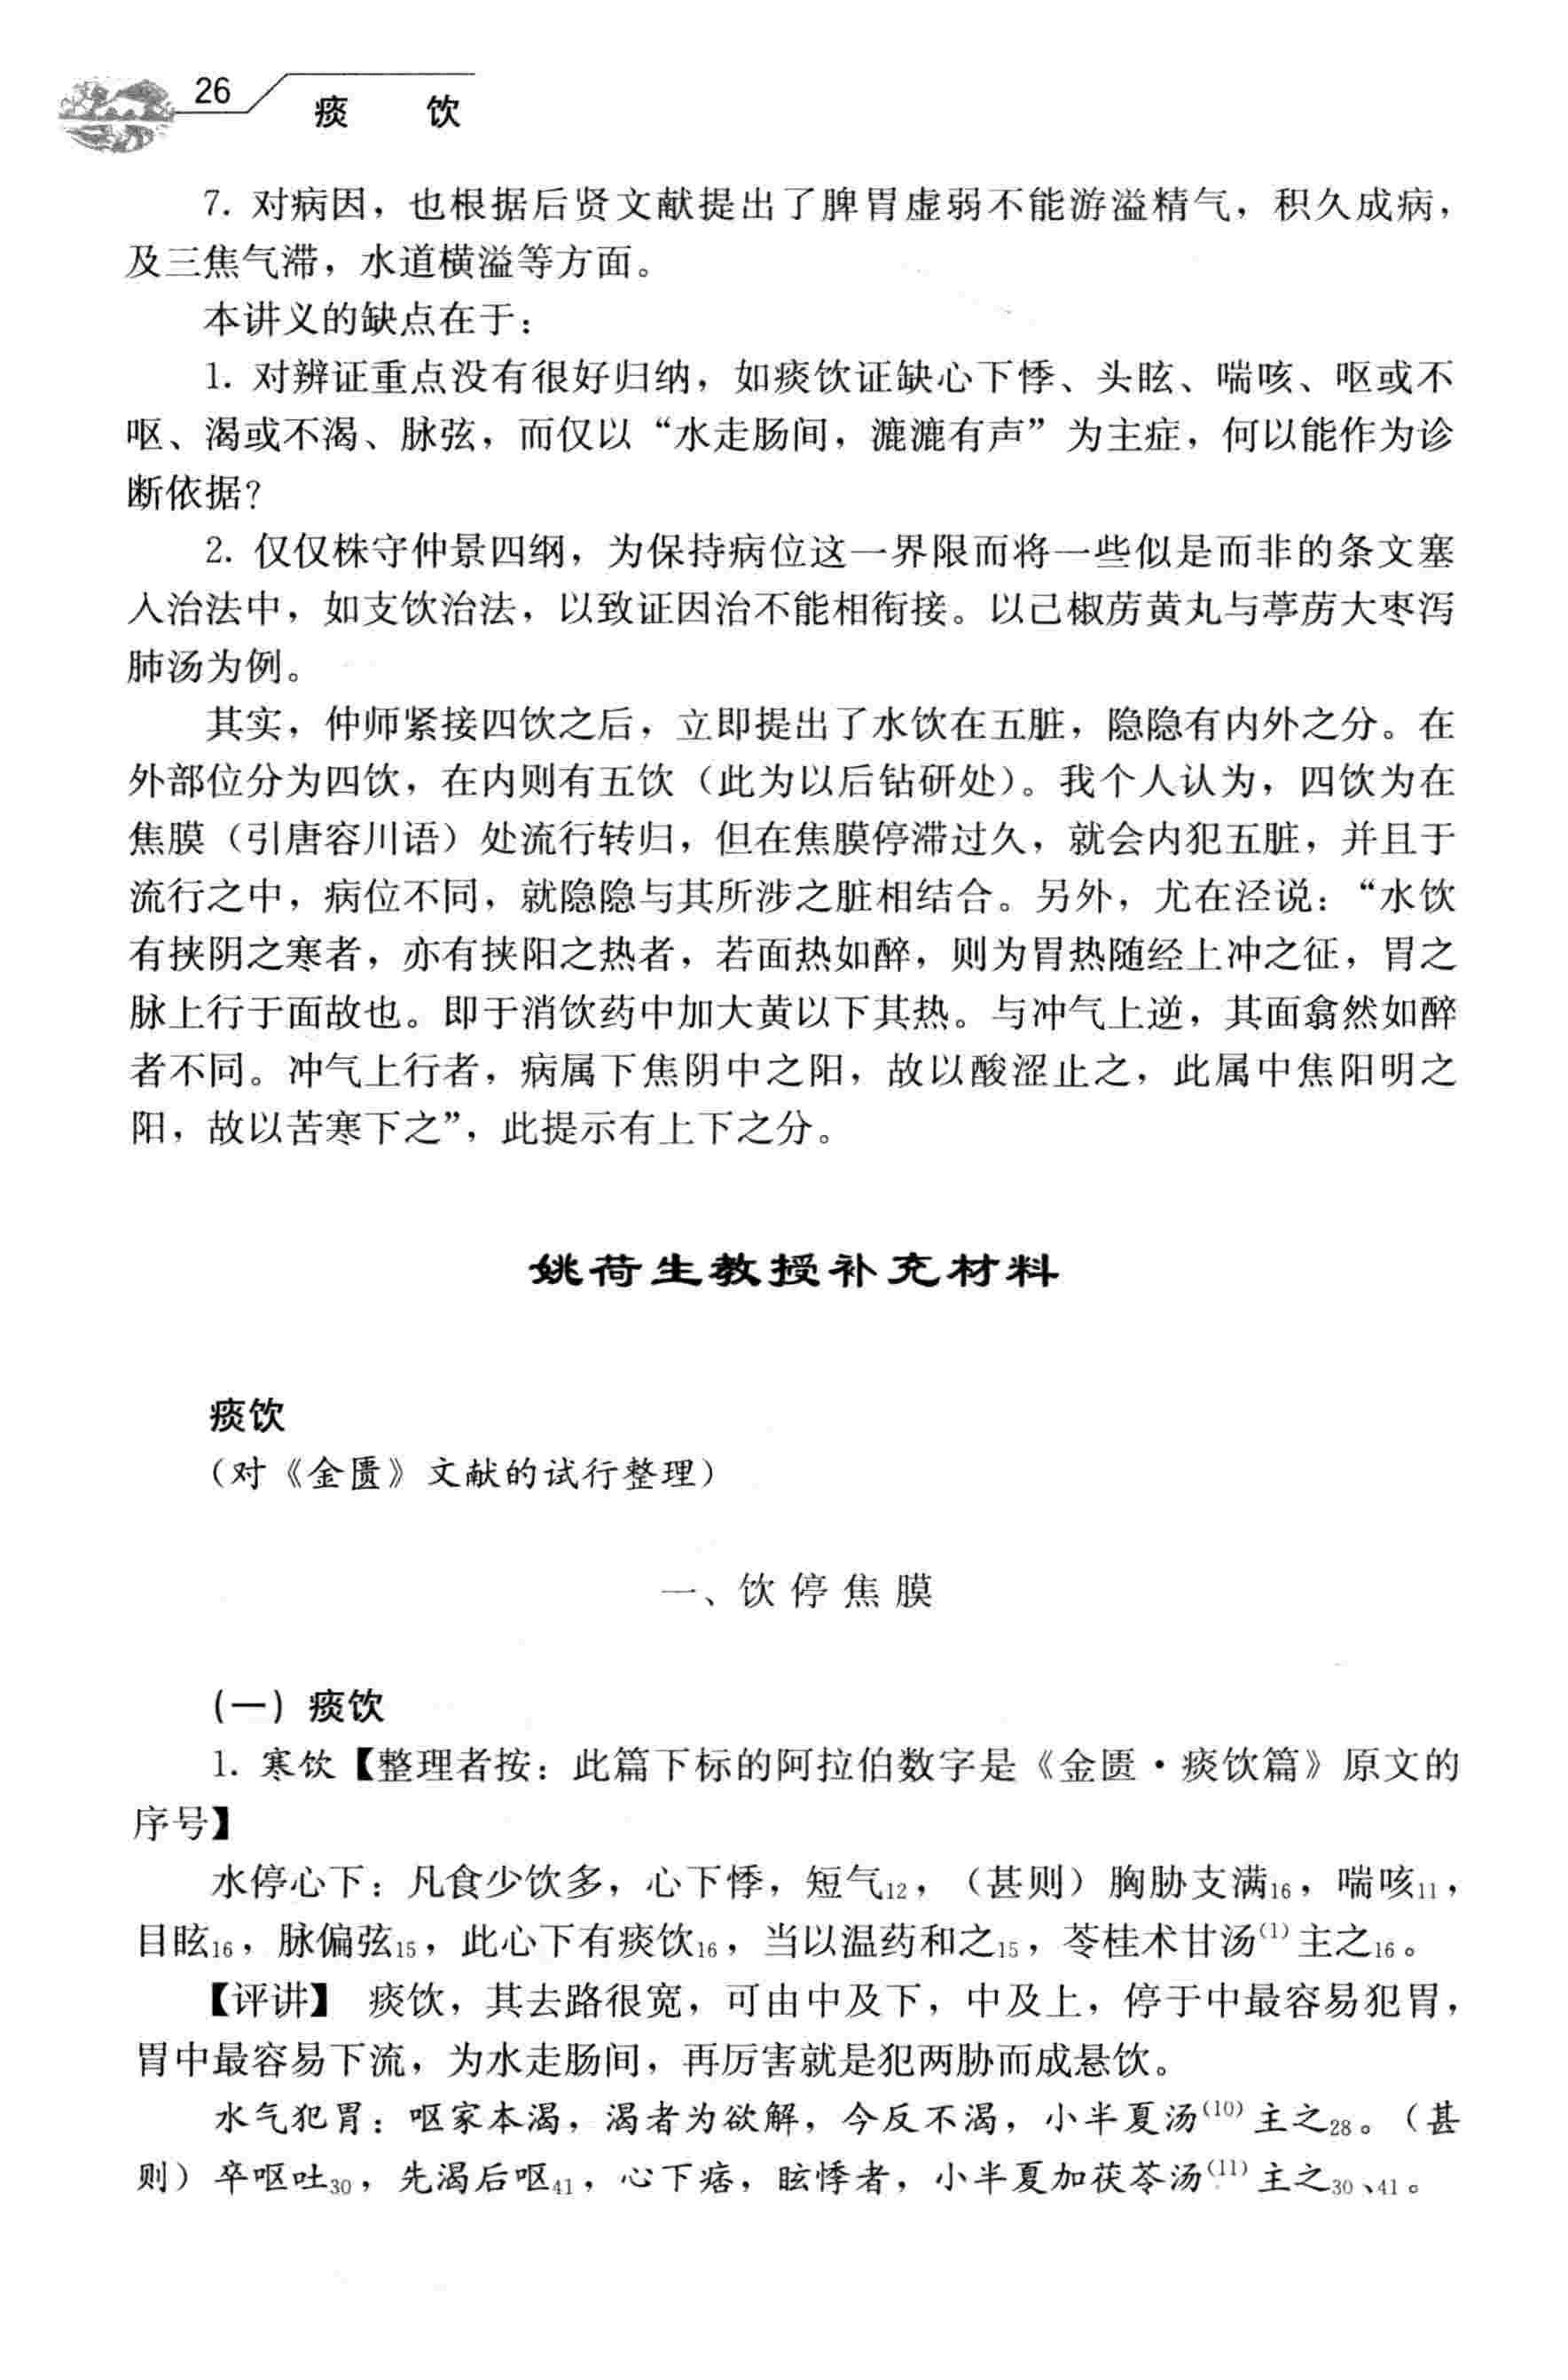 26
痰 饮
7. 对病因，也根据后贤文献提出了脾胃虚弱不能游溢精气，积久成病，
及三焦气滞，水道横溢等方面。
本讲义的缺点在于：
1. 对辨证重点没有很好归纳，如痰饮证缺心下悸、头眩、喘咳、呕或不
呕、渴或不渴、脉弦，而仅以“水走肠间，漉漉有声”为主症，何以能作为诊
断依据？
2. 仅仅株守仲景四纲，为保持病位这一界限而将一些似是而非的条文塞
入治法中，如支饮治法，以致证因治不能相衔接。以己椒苈黄丸与葶苈大枣泻
肺汤为例。
其实，仲师紧接四饮之后，立即提出了水饮在五脏，隐隐有内外之分。在
外部位分为四饮，在内则有五饮（此为以后钻研处）。我个人认为，四饮为在
焦膜（引唐容川语）处流行转归，但在焦膜停滞过久，就会内犯五脏，并且于
流行之中，病位不同，就隐隐与其所涉之脏相结合。另外，尤在泾说：“水饮
有挟阴之寒者，亦有挟阳之热者，若面热如醉，则为胃热随经上冲之征，胃之
脉上行于面故也。即于消饮药中加大黄以下其热。与冲气上逆，其面翕然如醉
者不同。冲气上行者，病属下焦阴中之阳，故以酸涩止之，此属中焦阳明之
阳，故以苦寒下之”，此提示有上下之分。
姚荷生教授补充材料
痰饮
（对《金匮》文献的试行整理）
一、饮停焦膜
（一）痰饮
1. 寒饮【整理者按：此篇下标的阿拉伯数字是《金匮·痰饮篇》原文的
序号】
水停心下：凡食少饮多，心下悸，短气₁₂，（甚则）胸胁支满₁₆，喘咳₁₁，
目眩₁₆，脉偏弦₁₅，此心下有痰饮₁₆，当以温药和之₁₅，苓桂术甘汤⁽¹⁾主之₁₆。
【评讲】 痰饮，其去路很宽，可由中及下，中及上，停于中最容易犯胃，
胃中最容易下流，为水走肠间，再厉害就是犯两胁而成悬饮。
水气犯胃：呕家本渴，渴者为欲解，今反不渴，小半夏汤⁽¹⁰⁾主之₂₈。（甚
则）卒呕吐₃₀，先渴后呕₄₁，心下痞，眩悸者，小半夏加茯苓汤⁽¹¹⁾主之₃₀、₄₁。